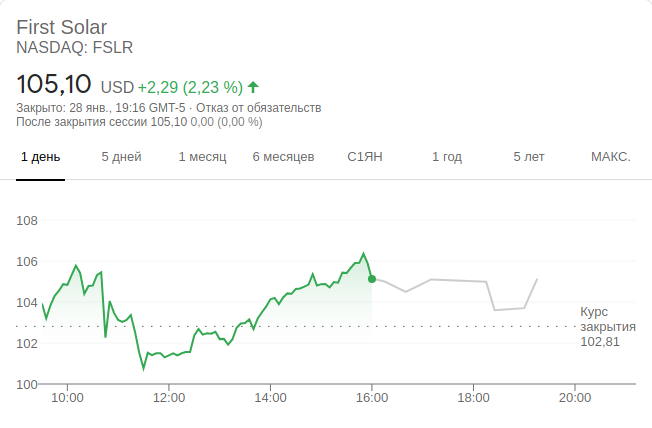 First Solar
NASDAQ: FSLR
105,10 USD +2,29 (2,23 %)
Закрыто: 28 янв., 19:16 GMT-5 · Отказ от обязательств
После закрытия сессии 105,10 0,00 (0,00 %)
1 день 5 дней 1 месяц 6 месяцев С1ЯН 1 год 5 лет МАКС.
108
106
104
Курс
закрытия
102,81
102
100
10:00 12:00 14:00 16:00 18:00 20:00